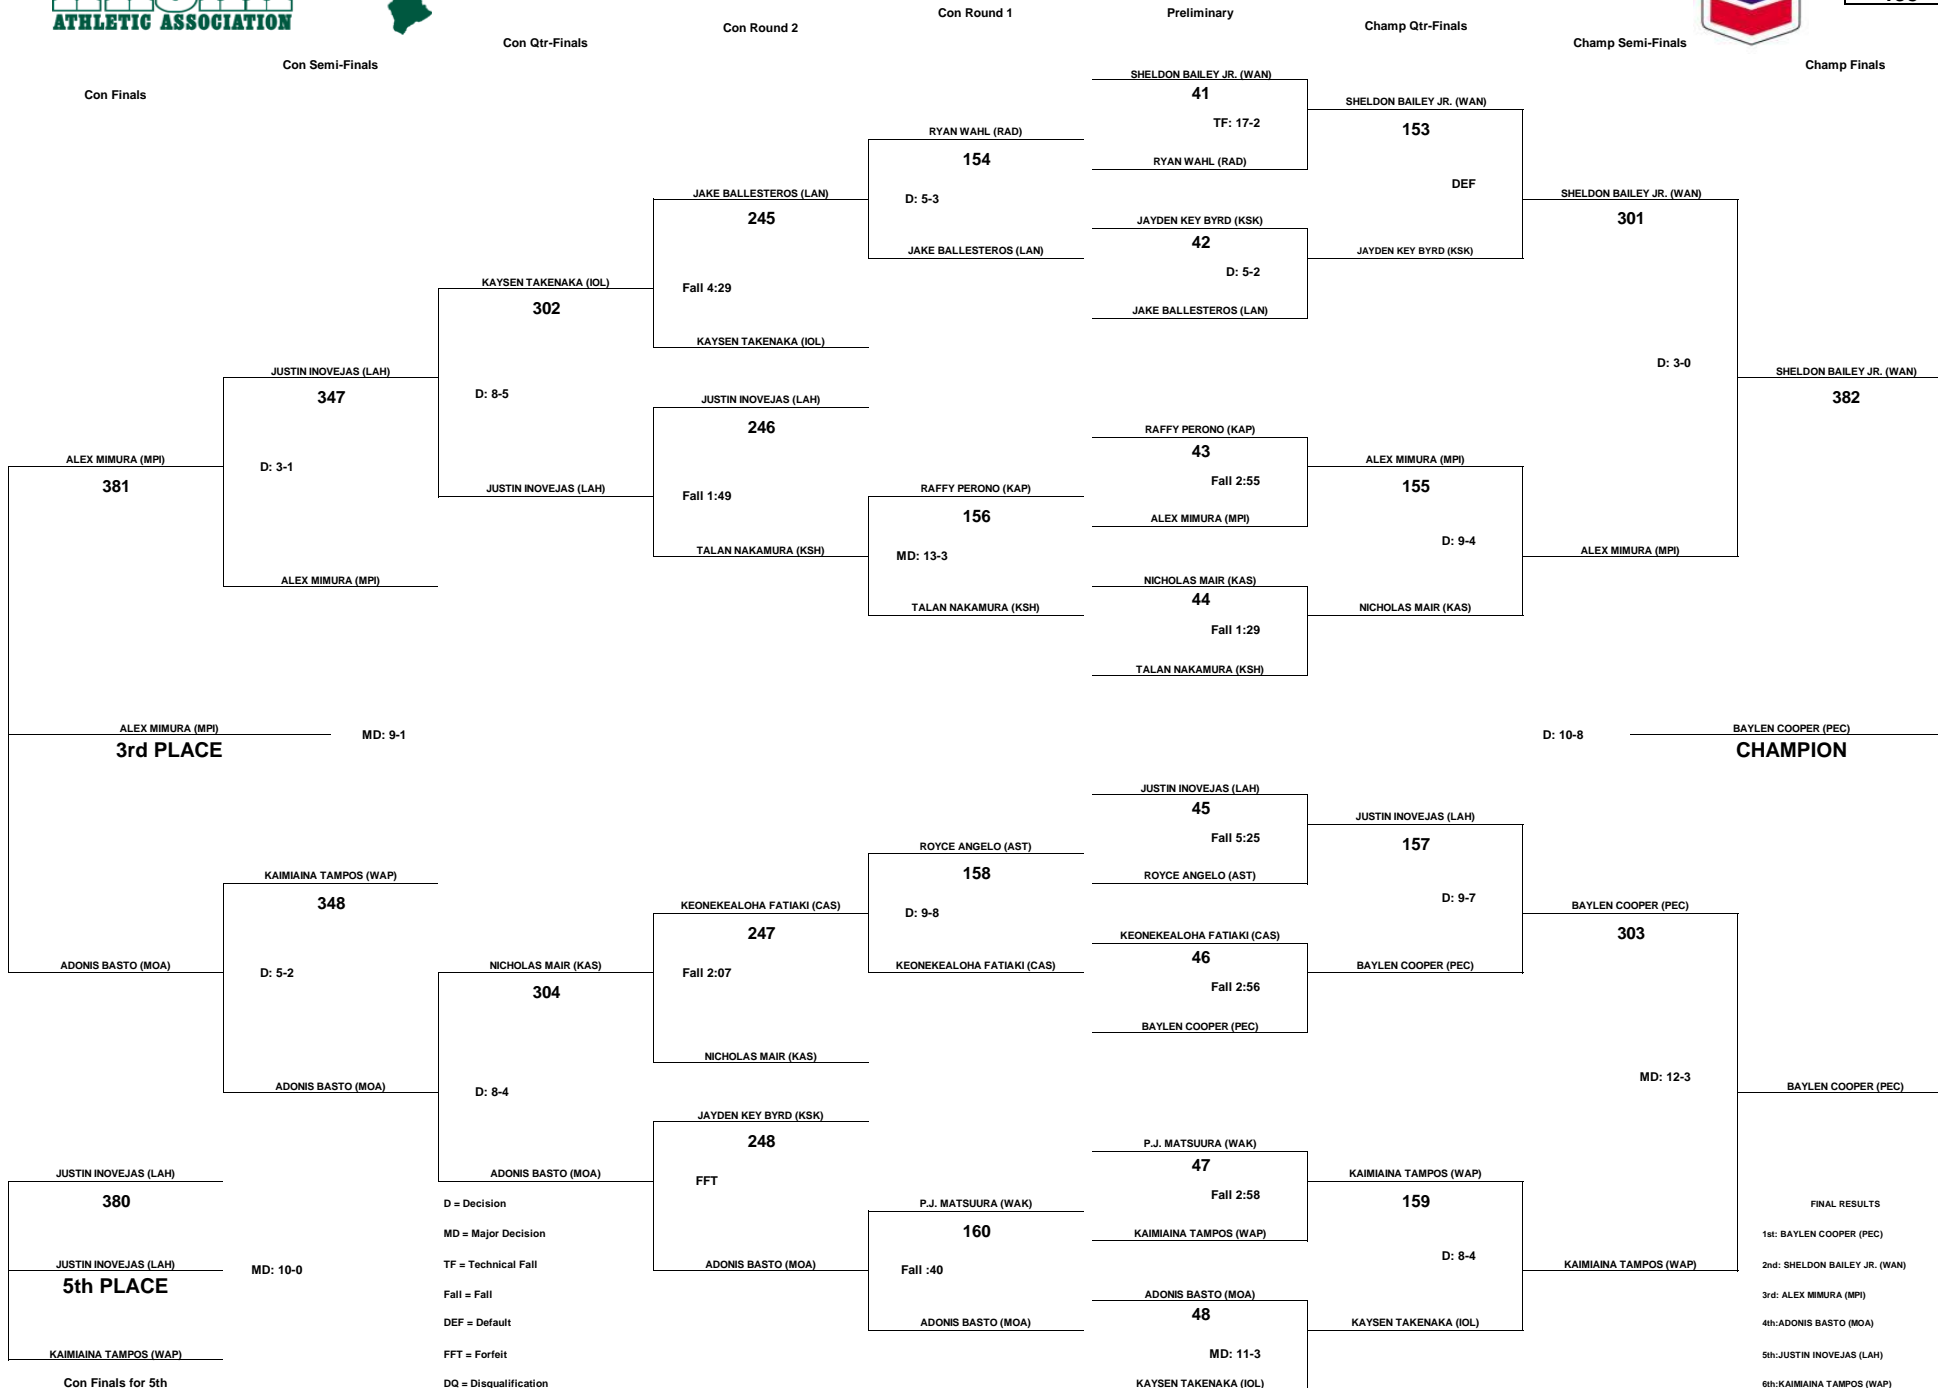 ATHLETIC ASSOCIATION
Con Finals
Con Semi-Finals
Con Qtr-Finals
Con Round 2
Con Round 1
Preliminary
Champ Qtr-Finals
Champ Semi-Finals
Champ Finals
SHELDON BAILEY JR. (WAN)
41
TF: 17-2
RYAN WAHL (RAD)
JAYDEN KEY BYRD (KSK)
42
D: 5-2
JAKE BALLESTEROS (LAN)
RAFFY PERONO (KAP)
43
Fall 2:55
ALEX MIMURA (MPI)
NICHOLAS MAIR (KAS)
44
Fall 1:29
TALAN NAKAMURA (KSH)
SHELDON BAILEY JR. (WAN)
153
DEF
JAYDEN KEY BYRD (KSK)
ALEX MIMURA (MPI)
155
D: 9-4
NICHOLAS MAIR (KAS)
SHELDON BAILEY JR. (WAN)
301
D: 3-0
ALEX MIMURA (MPI)
SHELDON BAILEY JR. (WAN)
382
RYAN WAHL (RAD)
154
D: 5-3
JAKE BALLESTEROS (LAN)
RAFFY PERONO (KAP)
156
MD: 13-3
TALAN NAKAMURA (KSH)
JAKE BALLESTEROS (LAN)
245
Fall 4:29
KAYSEN TAKENAKA (IOL)
JUSTIN INOVEJAS (LAH)
246
Fall 1:49
TALAN NAKAMURA (KSH)
KAYSEN TAKENAKA (IOL)
302
D: 8-5
JUSTIN INOVEJAS (LAH)
JUSTIN INOVEJAS (LAH)
347
D: 3-1
ALEX MIMURA (MPI)
ALEX MIMURA (MPI)
381
ALEX MIMURA (MPI)
3rd PLACE
MD: 9-1
D: 10-8
BAYLEN COOPER (PEC)
CHAMPION
JUSTIN INOVEJAS (LAH)
45
Fall 5:25
ROYCE ANGELO (AST)
KEONEKEALOHA FATIAKI (CAS)
46
Fall 2:56
BAYLEN COOPER (PEC)
P.J. MATSUURA (WAK)
47
Fall 2:58
KAIMIAINA TAMPOS (WAP)
ADONIS BASTO (MOA)
48
MD: 11-3
KAYSEN TAKENAKA (IOL)
JUSTIN INOVEJAS (LAH)
157
D: 9-7
BAYLEN COOPER (PEC)
KAIMIAINA TAMPOS (WAP)
159
D: 8-4
KAYSEN TAKENAKA (IOL)
BAYLEN COOPER (PEC)
303
MD: 12-3
KAIMIAINA TAMPOS (WAP)
BAYLEN COOPER (PEC)
ROYCE ANGELO (AST)
158
D: 9-8
KEONEKEALOHA FATIAKI (CAS)
P.J. MATSUURA (WAK)
160
Fall :40
ADONIS BASTO (MOA)
KEONEKEALOHA FATIAKI (CAS)
247
Fall 2:07
NICHOLAS MAIR (KAS)
JAYDEN KEY BYRD (KSK)
248
FFT
ADONIS BASTO (MOA)
NICHOLAS MAIR (KAS)
304
D: 8-4
ADONIS BASTO (MOA)
KAIMIAINA TAMPOS (WAP)
348
D: 5-2
ADONIS BASTO (MOA)
ADONIS BASTO (MOA)
JUSTIN INOVEJAS (LAH)
380
JUSTIN INOVEJAS (LAH)
5th PLACE
MD: 10-0
KAIMIAINA TAMPOS (WAP)
Con Finals for 5th
D = Decision
MD = Major Decision
TF = Technical Fall
Fall = Fall
DEF = Default
FFT = Forfeit
DQ = Disqualification
FINAL RESULTS
1st: BAYLEN COOPER (PEC)
2nd: SHELDON BAILEY JR. (WAN)
3rd: ALEX MIMURA (MPI)
4th:ADONIS BASTO (MOA)
5th:JUSTIN INOVEJAS (LAH)
6th:KAIMIAINA TAMPOS (WAP)